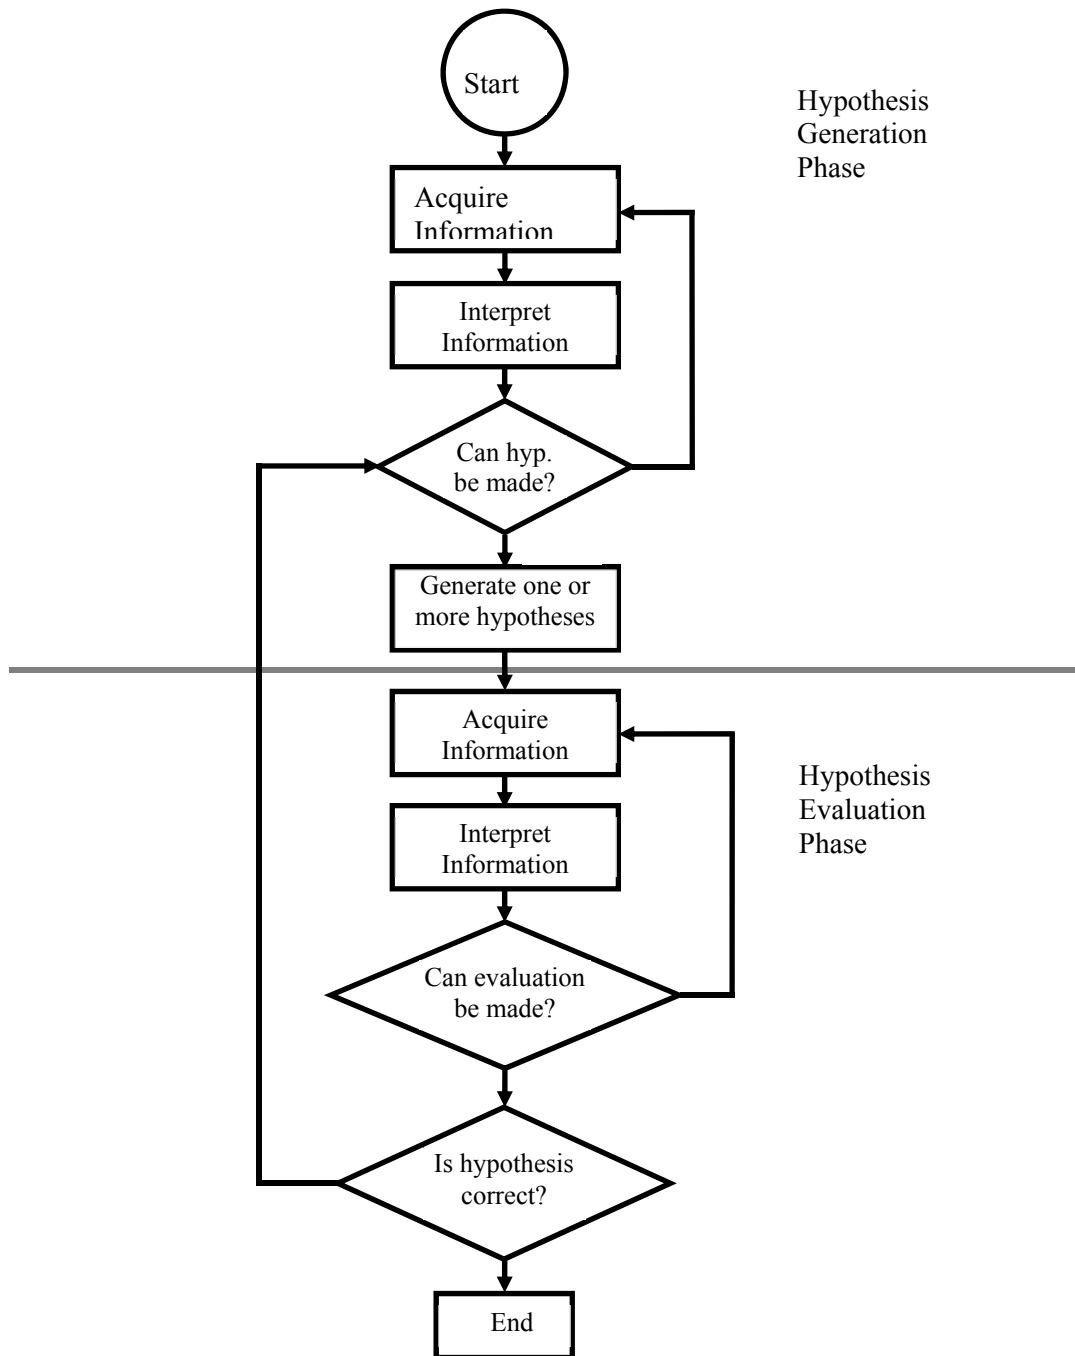 Start
Hypothesis
Generation
Phase
Acquire
Information
Interpret
Information
Can hyp.
be made?
Generate one or
more hypotheses
Acquire
Information
Hypothesis
Evaluation
Phase
Interpret
Information
Can evaluation
be made?
Is hypothesis
correct?
End